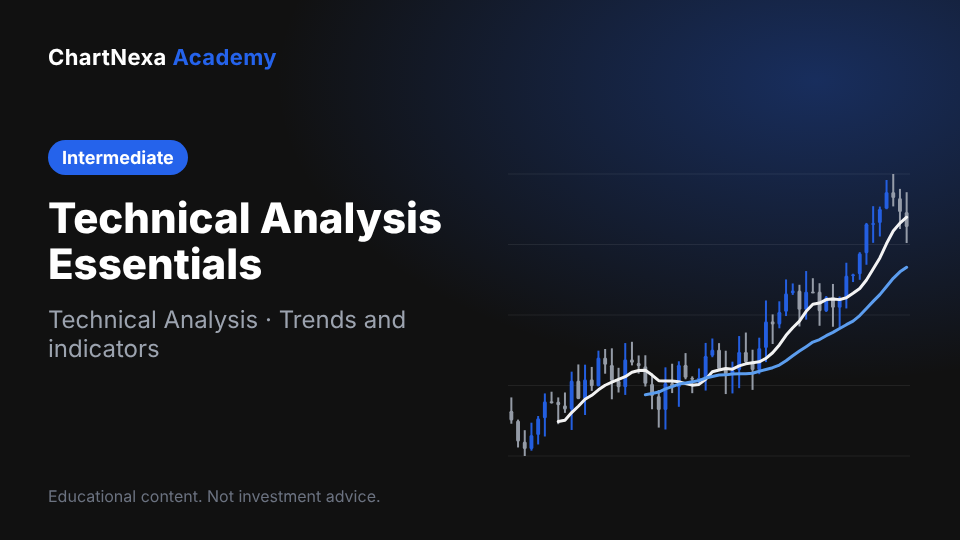 ChartNexa Academy
Intermediate
Technical Analysis
Essentials
Technical Analysis · Trends and
indicators
Educational content. Not investment advice.